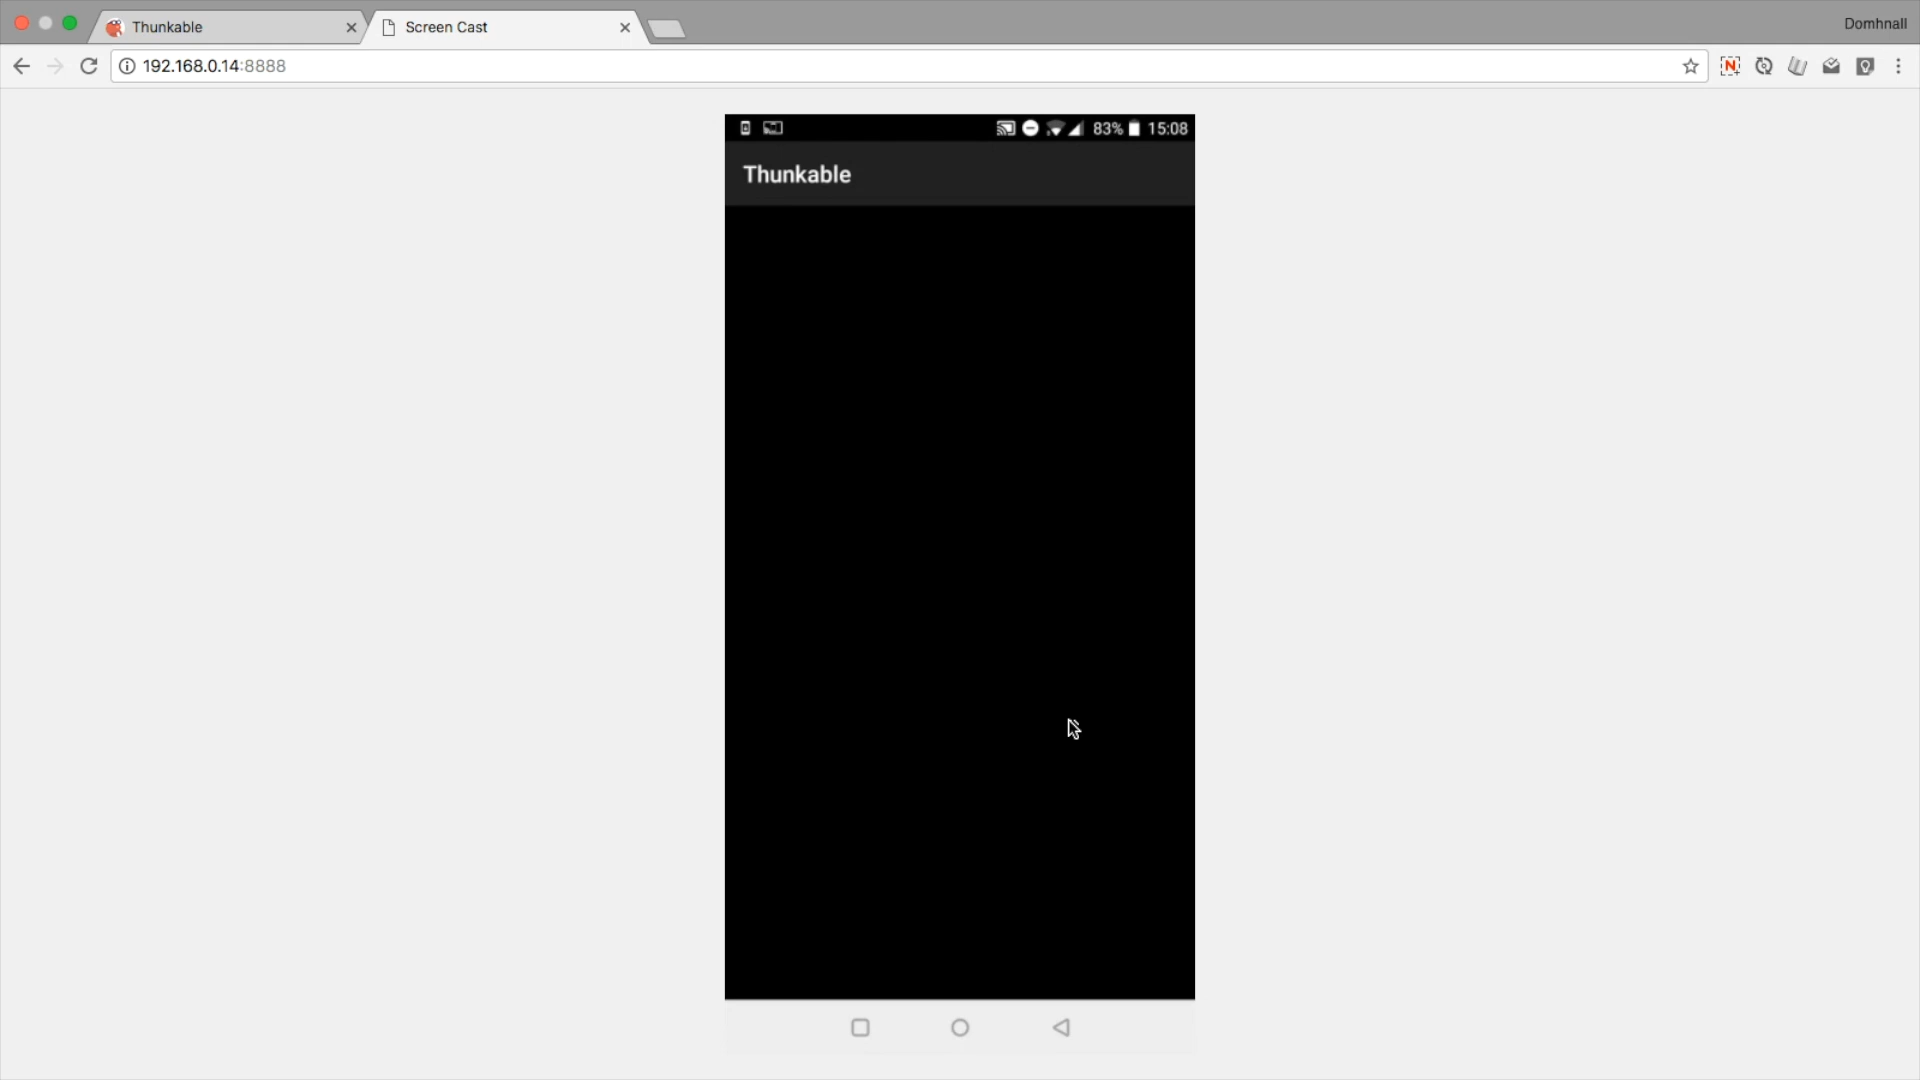 Thunkable
Screen Cast
Domhnall
192.168.0.14:8888
83% 15:08
Thunkable